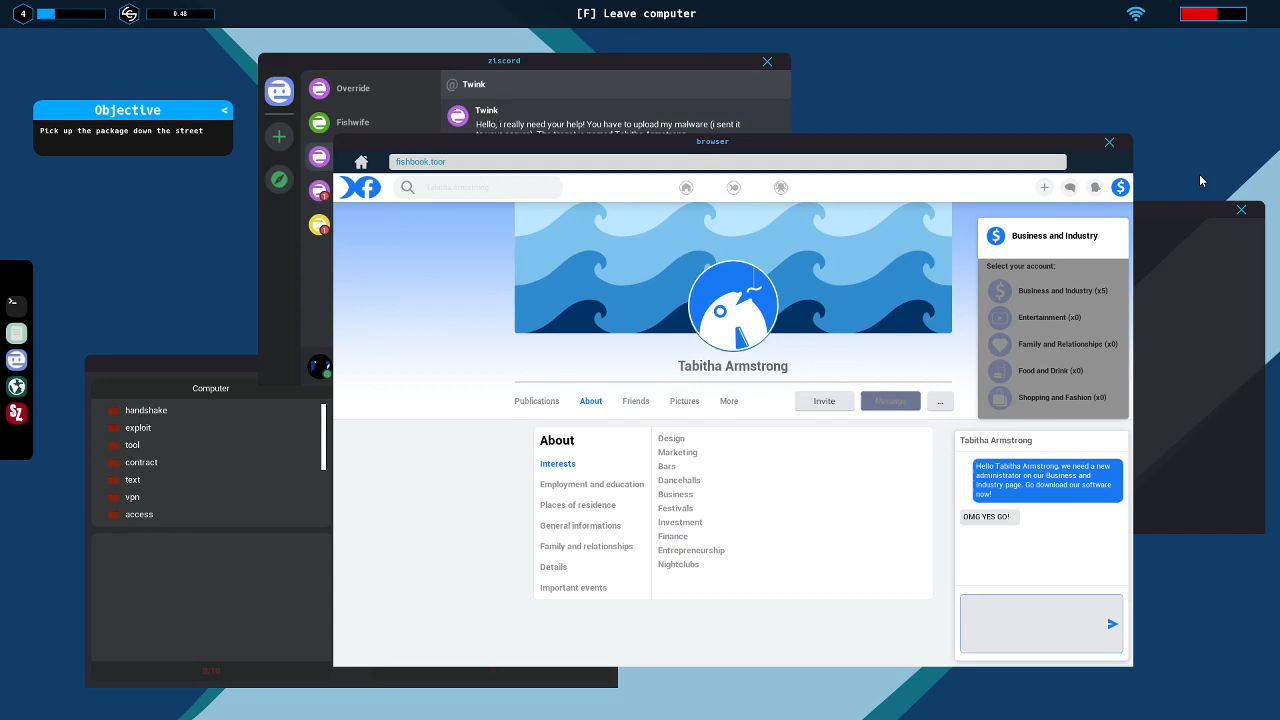 4
0.48
[F] Leave computer
Objective
<
Pick up the package down the street
ziscord
Override
Fishwife
@ Twink
Twink
Hello, i really need your help! You have to upload my malware (i sent it
1
1
browser
fishbook.toor
Tabitha Armstrong
Business and Industry
Select your account:
Business and Industry (x5)
Entertainment (x0)
Family and Relationships (x0)
Food and Drink (x0)
Shopping and Fashion (x0)
Tabitha Armstrong
Publications
About
Friends
Pictures
More
Invite
Message
...
About
Interests
Employment and education
Places of residence
General informations
Family and relationships
Details
Important events
Design
Marketing
Bars
Dancehalls
Business
Festivals
Investment
Finance
Entrepreneurship
Nightclubs
Tabitha Armstrong
Hello Tabitha Armstrong, we need a new
administrator on our Business and
Industry page. Go download our software
now!
OMG YES GO!
Computer
handshake
exploit
tool
contract
text
vpn
access